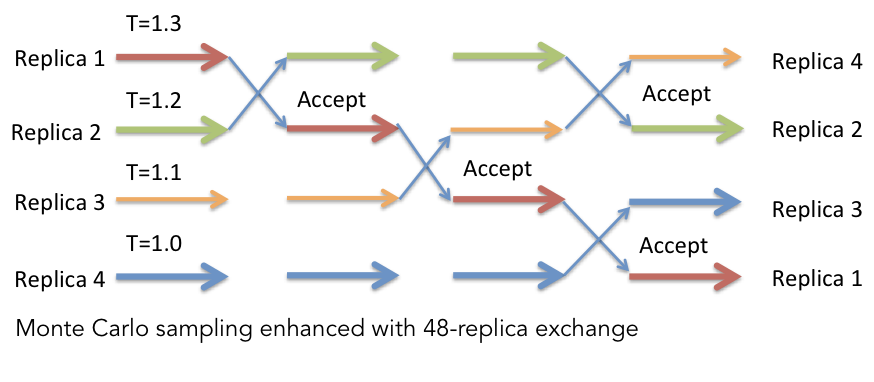 T=1.3
Replica 1
Replica 4
T=1.2
Accept
Accept
Replica 2
Replica 2
T=1.1
Accept
Replica 3
Replica 3
T=1.0
Accept
Replica 4
Replica 1
Monte Carlo sampling enhanced with 48-replica exchange